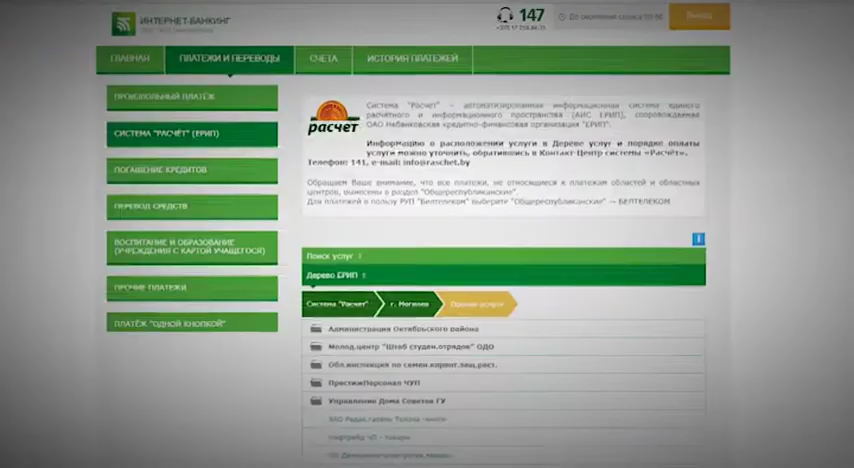 ИНТЕРНЕТ-БАНКИНГ
147
До окончания сеанса
Выход
ГЛАВНАЯ
ПЛАТЕЖИ И ПЕРЕВОДЫ
СЧЕТА
ИСТОРИЯ ПЛАТЕЖЕЙ
ПРОИЗВОЛЬНЫЙ ПЛАТЁЖ
СИСТЕМА "РАСЧЁТ" (ЕРИП)
ПОГАШЕНИЕ КРЕДИТОВ
ПЕРЕВОД СРЕДСТВ
ВОСПИТАНИЕ И ОБРАЗОВАНИЕ
(УЧРЕЖДЕНИЯ С КАРТОЙ УЧАЩЕГОСЯ)
ПРОЧИЕ ПЛАТЕЖИ
ПЛАТЁЖ "ОДНОЙ КНОПКОЙ"
расчет
Система "Расчет" - автоматизированная информационная система единого
расчётного и информационного пространства (АИС ЕРИП), сопровождаемая
ОАО Небанковская кредитно-финансовая организация "ЕРИП".
Информацию о расположении услуги в Дереве услуг и порядке оплаты
услуги можно уточнить, обратившись в Контакт-Центр системы «Расчёт».
Телефон: 141, e-mail: info@raschet.by
Обращаем Ваше внимание, что все платежи, не относящиеся к платежам областей и областных
центров, вынесены в раздел "Общереспубликанские".
Для платежей в пользу РУП "Белтелеком" выберите "Общереспубликанские" → БЕЛТЕЛЕКОМ
i
Поиск услуг
Дерево ЕРИП
Система "Расчет"
г. Могилев
Прочие услуги
Администрация Октябрьского района
Молод.центр "Штаб студен.отрядов" ОДО
Обл.инспекция по семен.карант.защ.раст.
ПрестижПерсонал ЧУП
Управление Дома Советов ГУ